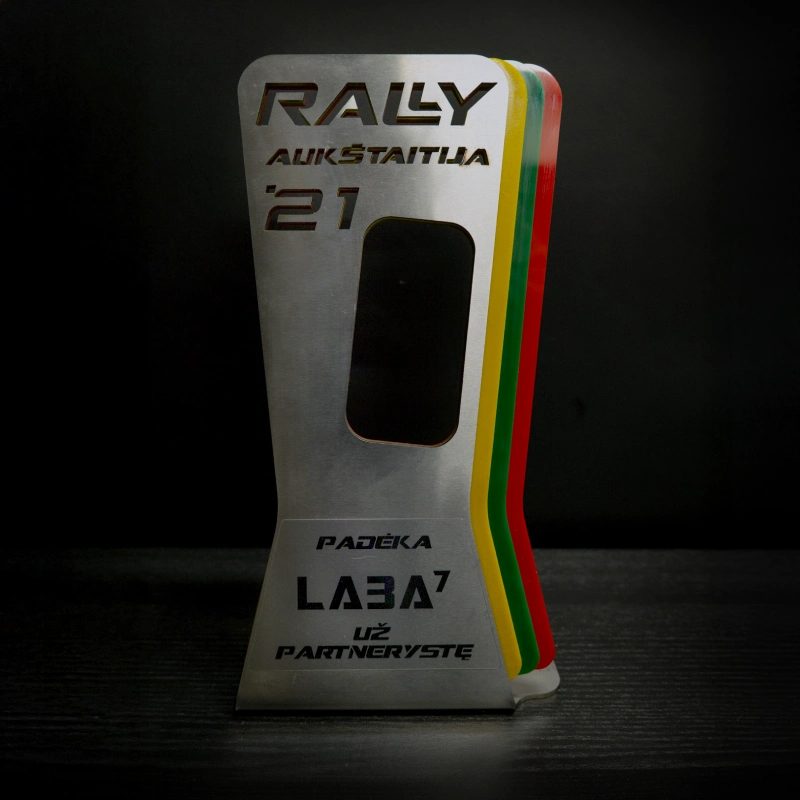 RALLY
AUKŠTAITIJA
'21
PADĖKA
LABA⁷
UŽ
PARTNERYSTĘ